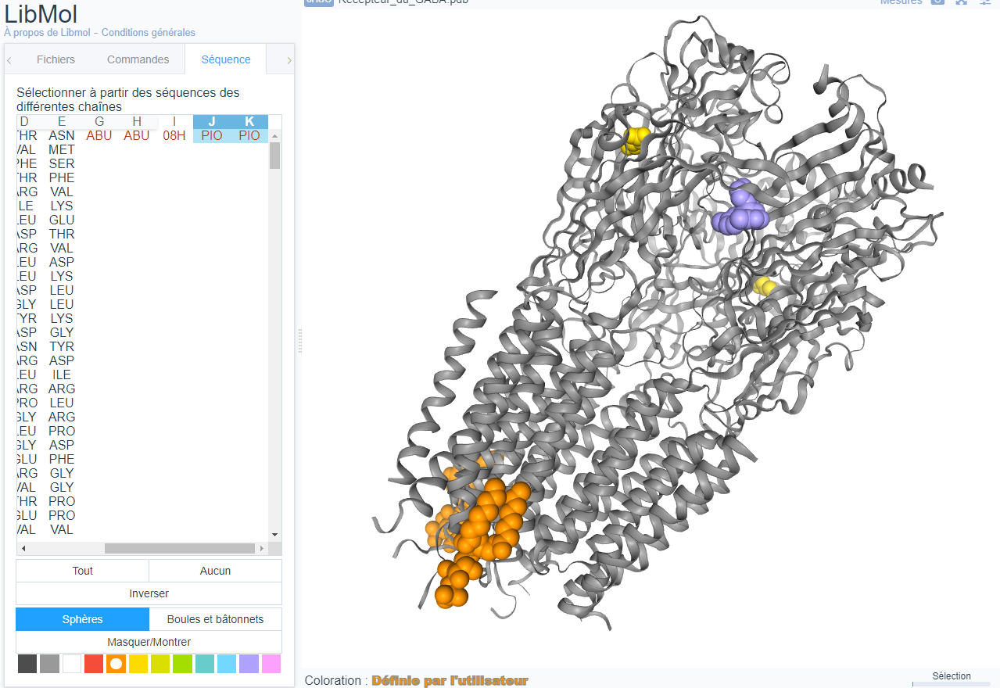 LibMol
À propos de Libmol – Conditions générales
Fichiers Commandes Séquence
Sélectionner à partir des séquences des
différentes chaînes
D E G H I J K
THR ASN ABU ABU 08H PIO PIO
VAL MET
PHE SER
THR PHE
ARG VAL
ILE LYS
LEU GLU
ASP THR
ARG VAL
LEU ASP
LEU LYS
ASP LEU
GLY LEU
TYR LYS
ASP GLY
ASN TYR
ARG ASP
LEU ILE
ARG ARG
PRO LEU
GLY ARG
LEU PRO
GLY ASP
GLU PHE
ARG GLY
VAL GLY
THR PRO
GLU PRO
VAL VAL
Tout Aucun
Inverser
Sphères Boules et bâtonnets
Masquer/Montrer
Recepteur_du_GABA.pdb
Mesures
Coloration : Définie par l'utilisateur
Sélection